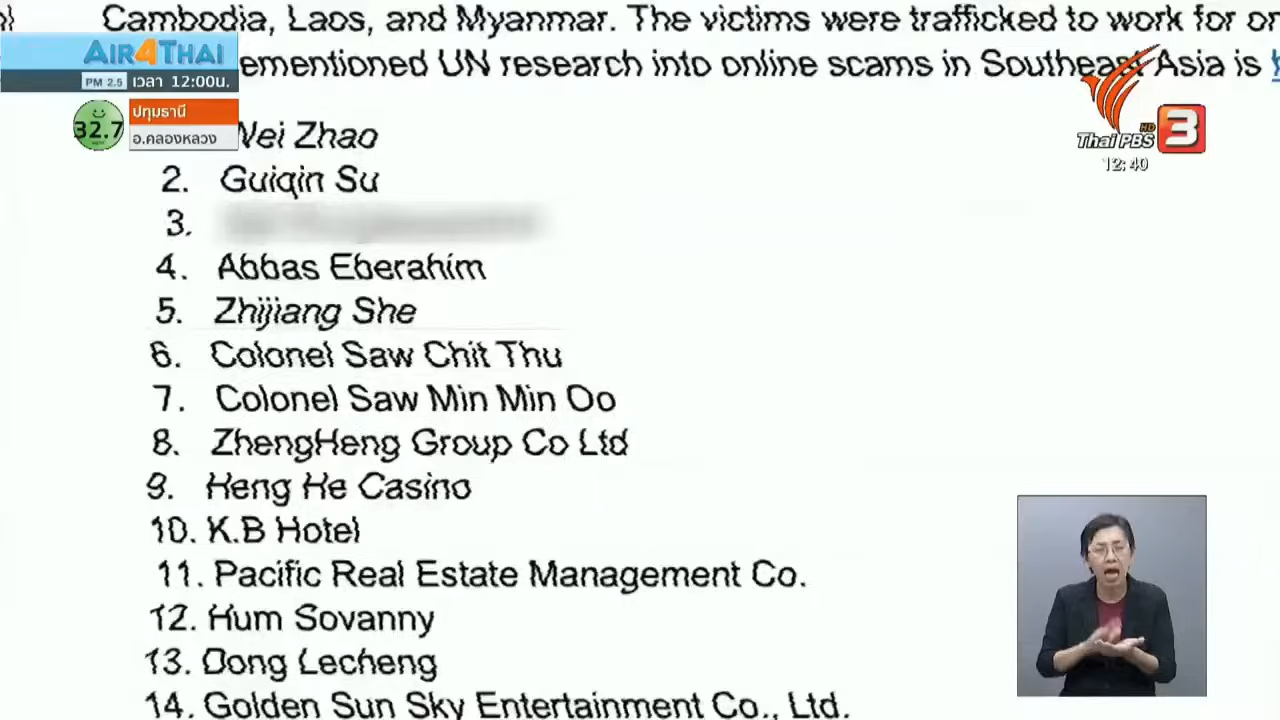 Cambodia, Laos, and Myanmar. The victims were trafficked to work for on
ementioned UN research into online scams in Southeast Asia is
AIR4THAI
PM 2.5 เวลา 12:00น.
32.7
ปทุมธานี
อ.คลองหลวง
Thai PBS HD 3
12:40
Wei Zhao
2. Guiqin Su
3.
4. Abbas Eberahim
5. Zhijiang She
6. Colonel Saw Chit Thu
7. Colonel Saw Min Min Oo
8. ZhengHeng Group Co Ltd
9. Heng He Casino
10. K.B Hotel
11. Pacific Real Estate Management Co.
12. Hum Sovanny
13. Dong Lecheng
14. Golden Sun Sky Entertainment Co., Ltd.